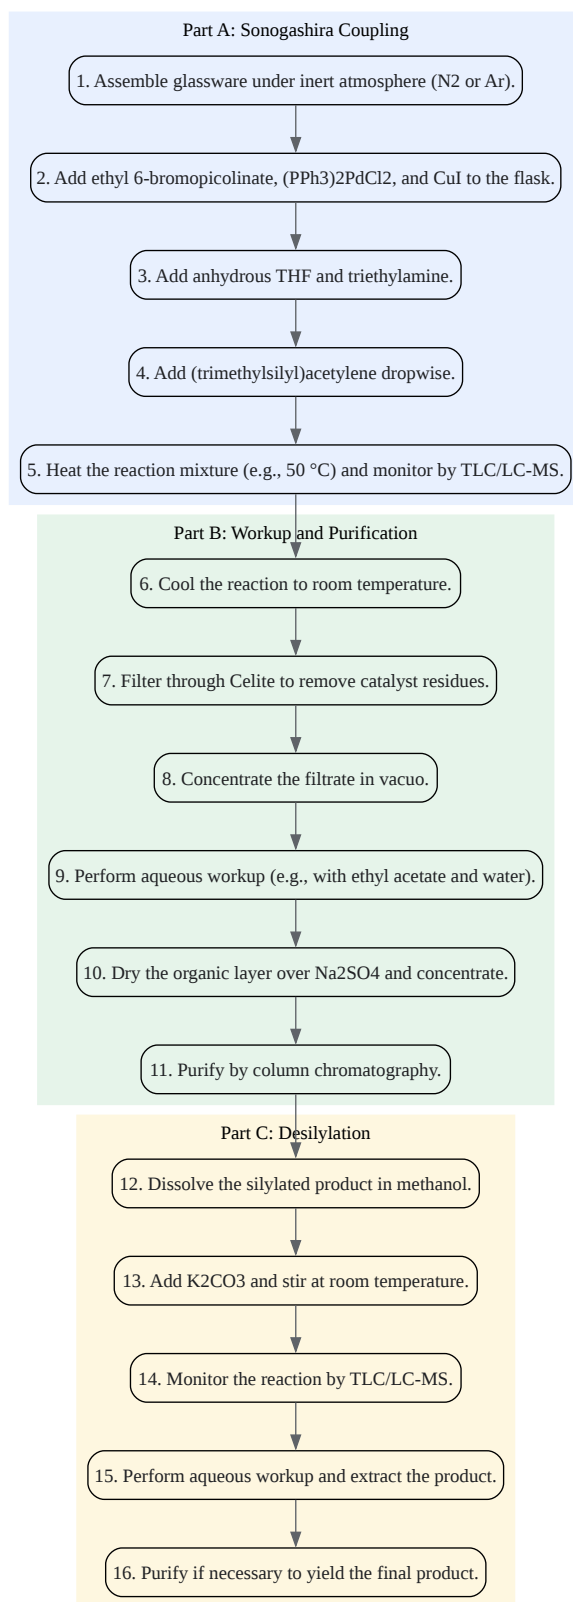 Part A: Sonogashira Coupling
1. Assemble glassware under inert atmosphere (N2 or Ar).
2. Add ethyl 6-bromopicolinate, (PPh3)2PdCl2, and CuI to the flask.
3. Add anhydrous THF and triethylamine.
4. Add (trimethylsilyl)acetylene dropwise.
5. Heat the reaction mixture (e.g., 50 °C) and monitor by TLC/LC-MS.
Part B: Workup and Purification
6. Cool the reaction to room temperature.
7. Filter through Celite to remove catalyst residues.
8. Concentrate the filtrate in vacuo.
9. Perform aqueous workup (e.g., with ethyl acetate and water).
10. Dry the organic layer over Na2SO4 and concentrate.
11. Purify by column chromatography.
Part C: Desilylation
12. Dissolve the silylated product in methanol.
13. Add K2CO3 and stir at room temperature.
14. Monitor the reaction by TLC/LC-MS.
15. Perform aqueous workup and extract the product.
16. Purify if necessary to yield the final product.